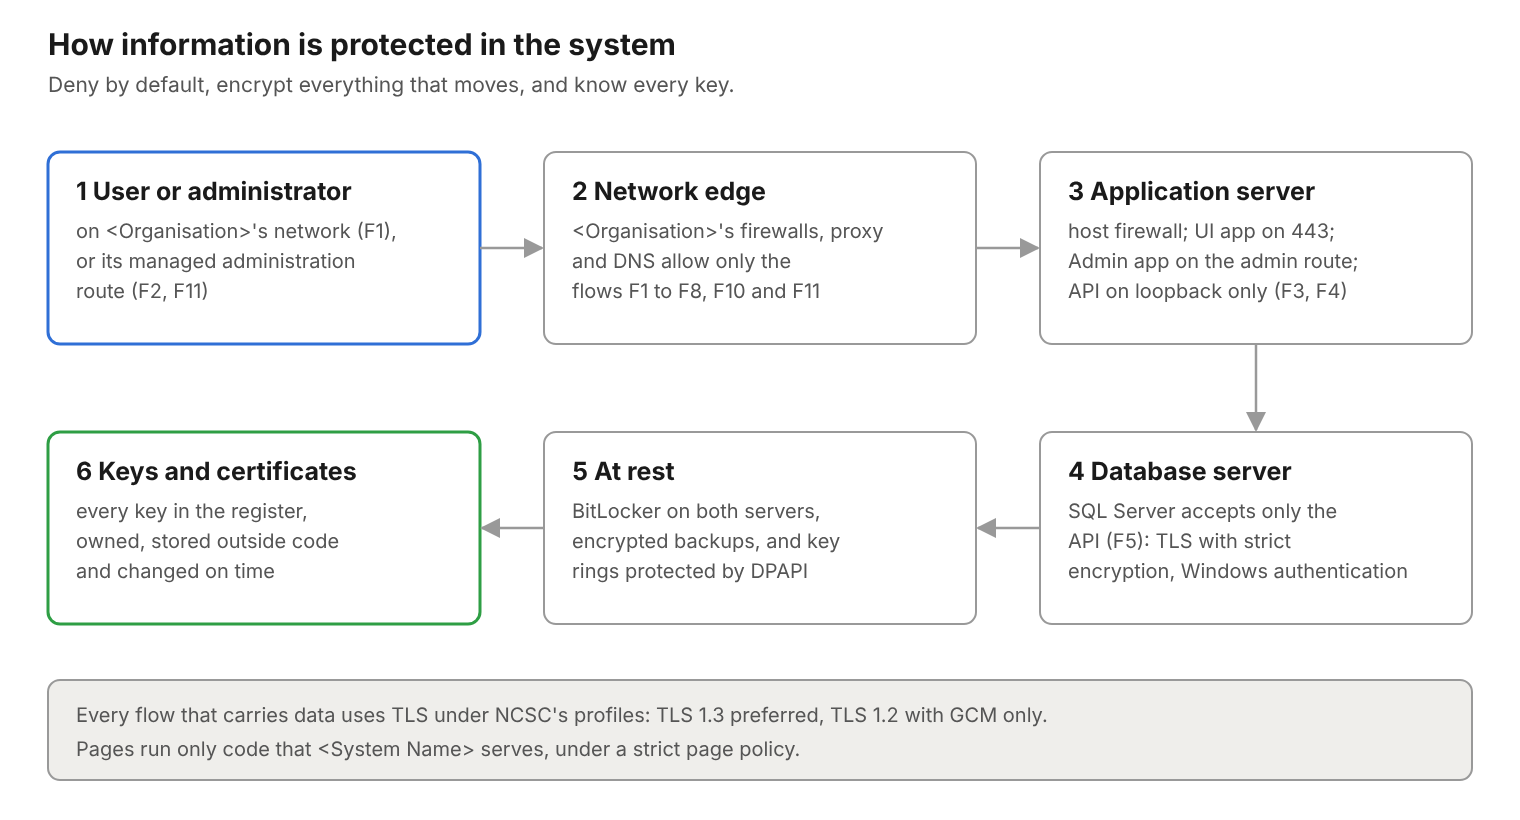 How information is protected in the system
Deny by default, encrypt everything that moves, and know every key.
1 User or administrator
on <Organisation>'s network (F1),
or its managed administration
route (F2, F11)
2 Network edge
<Organisation>'s firewalls, proxy
and DNS allow only the
flows F1 to F8, F10 and F11
3 Application server
host firewall; UI app on 443;
Admin app on the admin route;
API on loopback only (F3, F4)
4 Database server
SQL Server accepts only the
API (F5): TLS with strict
encryption, Windows authentication
5 At rest
BitLocker on both servers,
encrypted backups, and key
rings protected by DPAPI
6 Keys and certificates
every key in the register,
owned, stored outside code
and changed on time
Every flow that carries data uses TLS under NCSC's profiles: TLS 1.3 preferred, TLS 1.2 with GCM only.
Pages run only code that <System Name> serves, under a strict page policy.